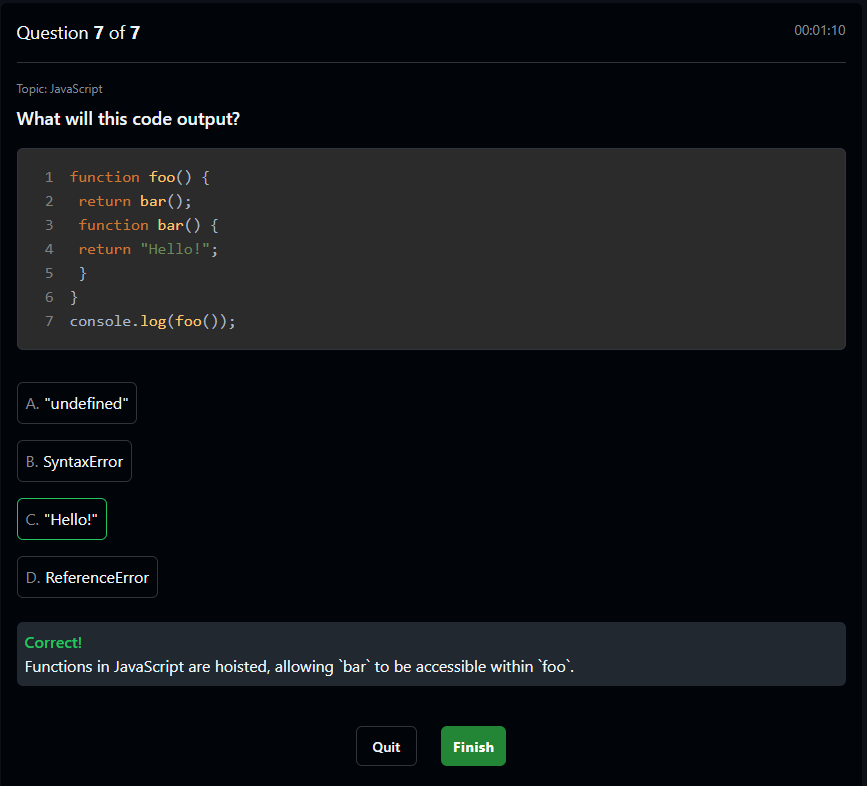 Question 7 of 7
00:01:10
Topic: JavaScript
What will this code output?
1 function foo() {
2 return bar();
3 function bar() {
4 return "Hello!";
5 }
6 }
7 console.log(foo());
A. "undefined"
B. SyntaxError
C. "Hello!"
D. ReferenceError
Correct!
Functions in JavaScript are hoisted, allowing `bar` to be accessible within `foo`.
Quit
Finish